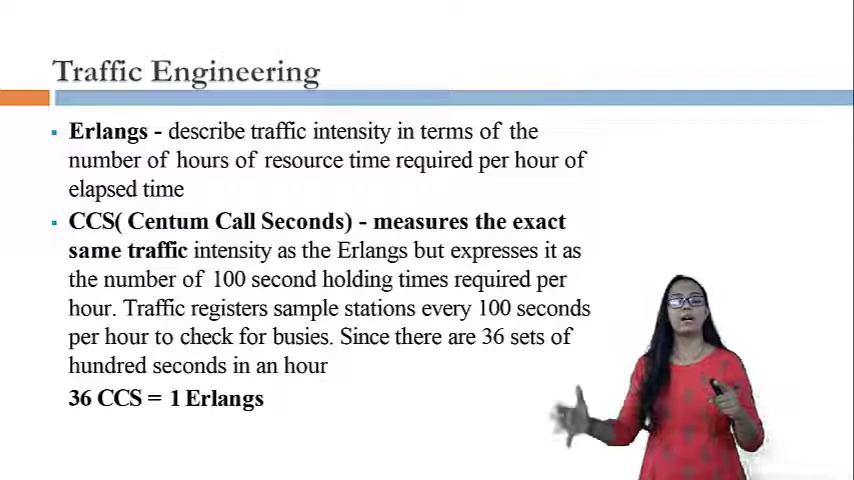 Traffic Engineering
Erlangs - describe traffic intensity in terms of the
number of hours of resource time required per hour of
elapsed time
CCS( Centum Call Seconds) - measures the exact
same traffic intensity as the Erlangs but expresses it as
the number of 100 second holding times required per
hour. Traffic registers sample stations every 100 seconds
per hour to check for busies. Since there are 36 sets of
hundred seconds in an hour
36 CCS = 1 Erlangs